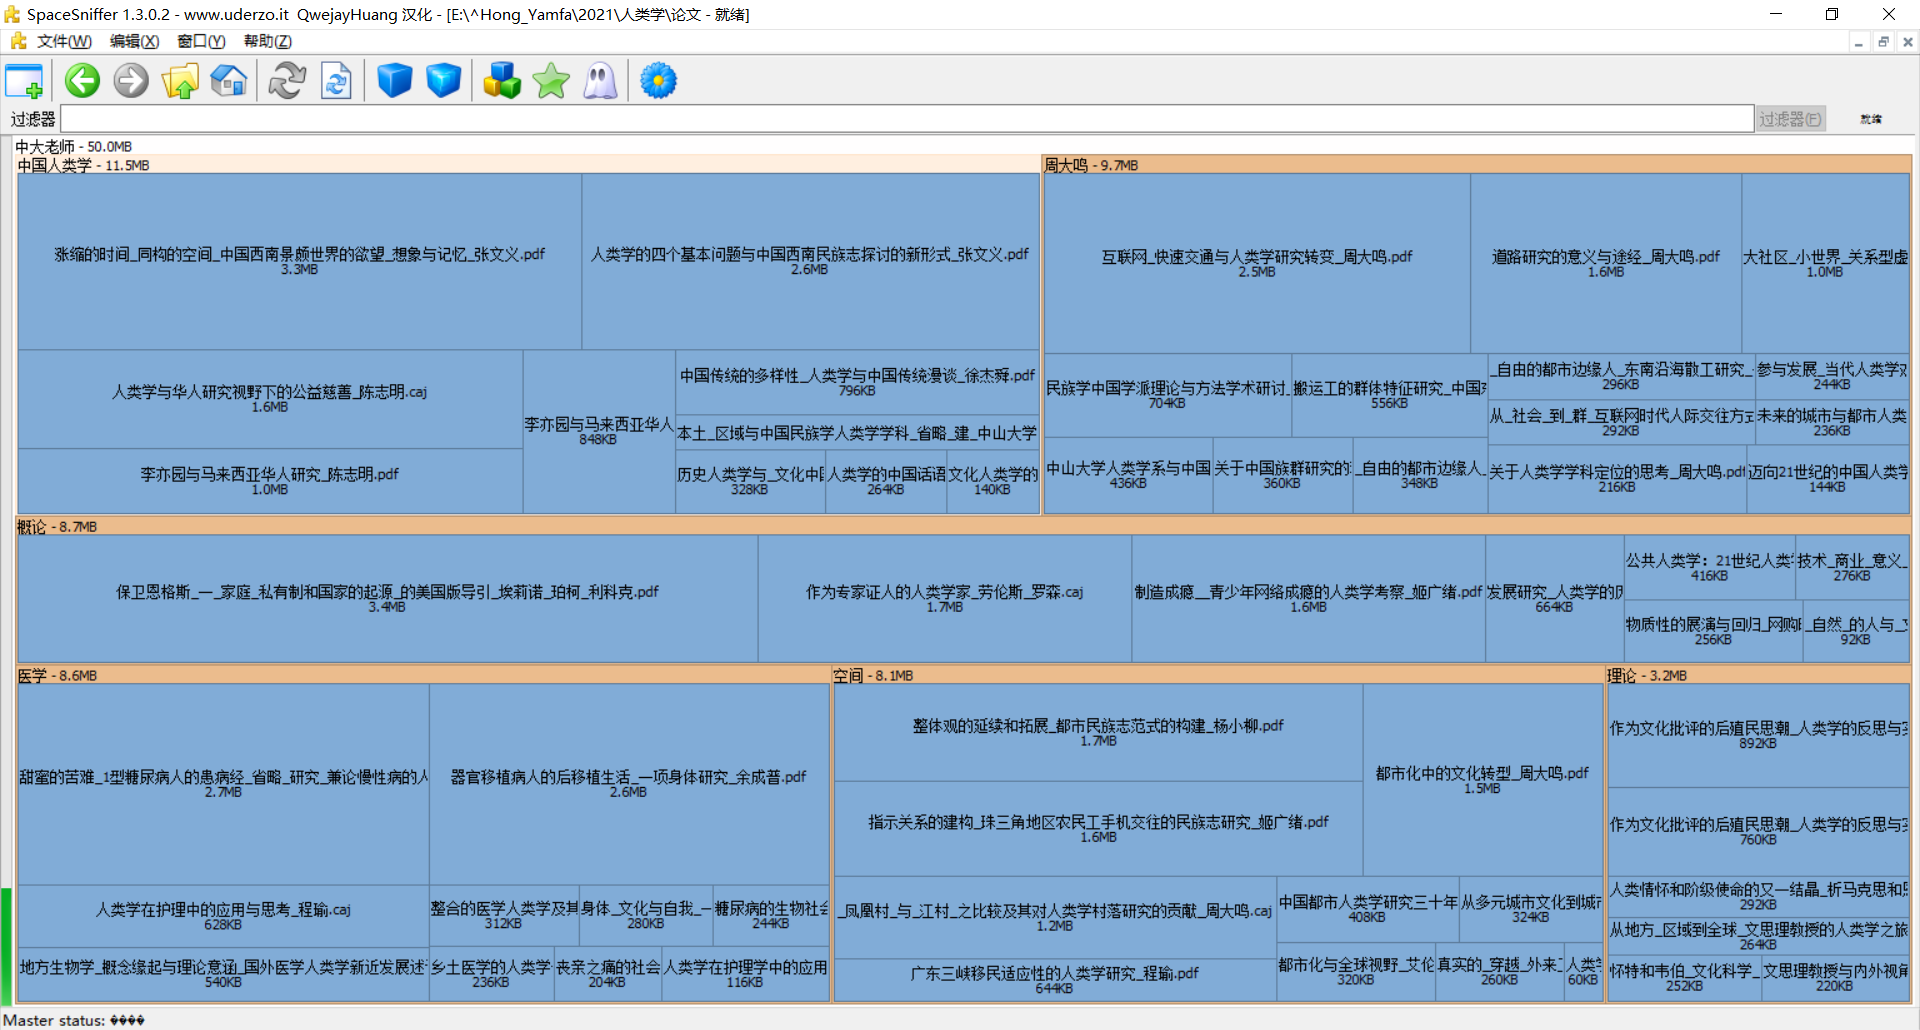 SpaceSniffer 1.3.0.2 - www.uderzo.it  QwejayHuang 汉化 - [E:\^Hong_Yamfa\2021\人类学\论文 - 就绪]
文件(W) 编辑(X) 窗口(Y) 帮助(Z)
过滤器 过滤器(F) 就绪
中大老师 - 50.0MB
中国人类学 - 11.5MB
涨缩的时间_同构的空间_中国西南景颇世界的欲望_想象与记忆_张文义.pdf
3.3MB
人类学的四个基本问题与中国西南民族志探讨的新形式_张文义.pdf
2.6MB
人类学与华人研究视野下的公益慈善_陈志明.caj
1.6MB
李亦园与马来西亚华人研究_陈志明.pdf
1.0MB
李亦园与马来西亚华人
848KB
中国传统的多样性_人类学与中国传统漫谈_徐杰舜.pdf
796KB
本土_区域与中国民族学人类学学科_省略_建_中山大学
历史人类学与_文化中
328KB
人类学的中国话语
264KB
文化人类学的
140KB
周大鸣 - 9.7MB
互联网_快速交通与人类学研究转变_周大鸣.pdf
2.5MB
道路研究的意义与途经_周大鸣.pdf
1.6MB
大社区_小世界_关系型虚
1.0MB
民族学中国学派理论与方法学术研讨_
704KB
搬运工的群体特征研究_中国
556KB
_自由的都市边缘人_东南沿海散工研究_
296KB
参与发展_当代人类学
244KB
从_社会_到_群_互联网时代人际交往方式
292KB
未来的城市与都市人类
236KB
中山大学人类学系与中国
436KB
关于中国族群研究的
360KB
_自由的都市边缘人_
348KB
关于人类学学科定位的思考_周大鸣.pdf
216KB
迈向21世纪的中国人类学
144KB
概论 - 8.7MB
保卫恩格斯_一_家庭_私有制和国家的起源_的美国版导引_埃莉诺_珀柯_利科克.pdf
3.4MB
作为专家证人的人类学家_劳伦斯_罗森.caj
1.7MB
制造成瘾__青少年网络成瘾的人类学考察_姬广绪.pdf
1.6MB
发展研究_人类学的历
664KB
公共人类学：21世纪人类
416KB
技术_商业_意义_
276KB
物质性的展演与回归_网购
256KB
_自然_的人与_
92KB
医学 - 8.6MB
甜蜜的苦难_1型糖尿病人的患病经_省略_研究_兼论慢性病的人
2.7MB
器官移植病人的后移植生活_一项身体研究_余成普.pdf
2.6MB
人类学在护理中的应用与思考_程瑜.caj
628KB
地方生物学_概念缘起与理论意涵_国外医学人类学新近发展述
540KB
整合的医学人类学及其
312KB
身体_文化与自我_一
280KB
糖尿病的生物社会
244KB
乡土医学的人类学
236KB
丧亲之痛的社会
204KB
人类学在护理学中的应用
116KB
空间 - 8.1MB
整体观的延续和拓展_都市民族志范式的构建_杨小柳.pdf
1.7MB
指示关系的建构_珠三角地区农民工手机交往的民族志研究_姬广绪.pdf
1.6MB
都市化中的文化转型_周大鸣.pdf
1.5MB
_凤凰村_与_江村_之比较及其对人类学村落研究的贡献_周大鸣.caj
1.2MB
广东三峡移民适应性的人类学研究_程瑜.pdf
644KB
中国都市人类学研究三十年
408KB
从多元城市文化到城市
324KB
都市化与全球视野_艾伦
320KB
真实的_穿越_外来_
260KB
人类学
60KB
理论 - 3.2MB
作为文化批评的后殖民思潮_人类学的反思与实
892KB
作为文化批评的后殖民思潮_人类学的反思与实
760KB
人类情怀和阶级使命的又一结晶_析马克思和恩
292KB
从地方_区域到全球_文思理教授的人类学之旅
264KB
怀特和韦伯_文化科学_
252KB
文思理教授与内外视角
220KB
Master status: ����